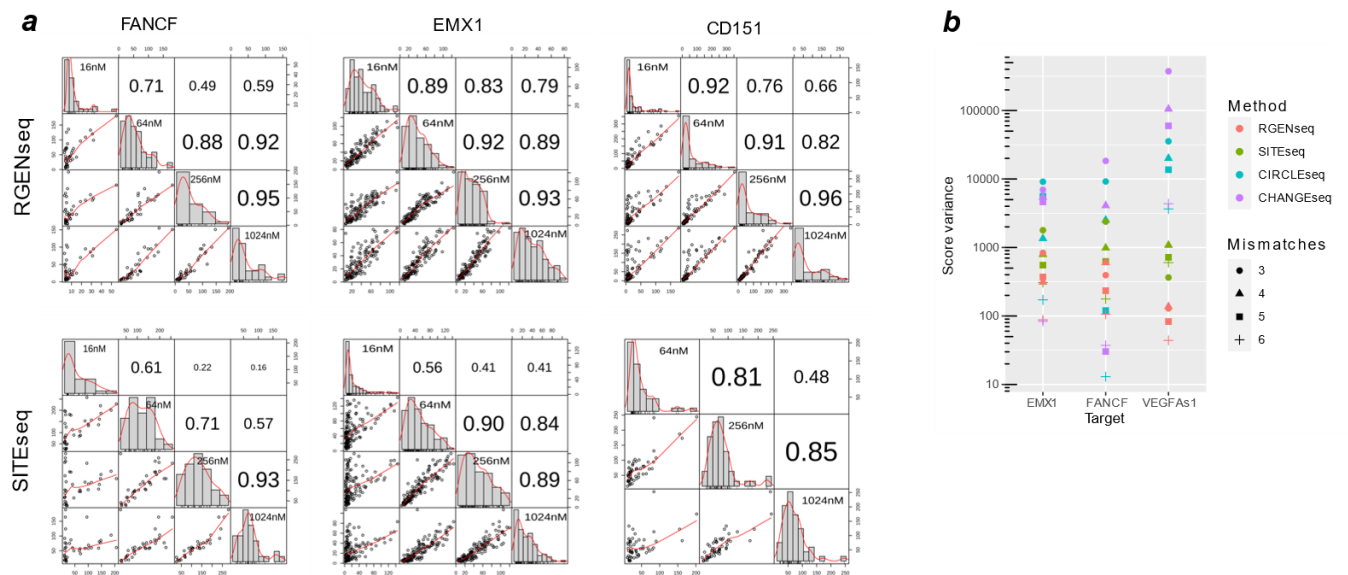 a
FANCF
EMX1
CD151
b
RGENseq
16nM
0.71
0.49
0.59
64nM
0.88
0.92
256nM
0.95
1024nM
16nM
0.89
0.83
0.79
64nM
0.92
0.89
256nM
0.93
1024nM
16nM
0.92
0.76
0.66
64nM
0.91
0.82
256nM
0.96
1024nM
SITEseq
16nM
0.61
0.22
0.16
64nM
0.71
0.57
256nM
0.93
1024nM
16nM
0.56
0.41
0.41
64nM
0.90
0.84
256nM
0.89
1024nM
64nM
0.81
0.48
256nM
0.85
1024nM
Score variance
100000
10000
1000
100
10
EMX1 FANCF VEGFAs1
Target
Method
RGENseq
SITEseq
CIRCLEseq
CHANGEseq
Mismatches
3
4
5
6